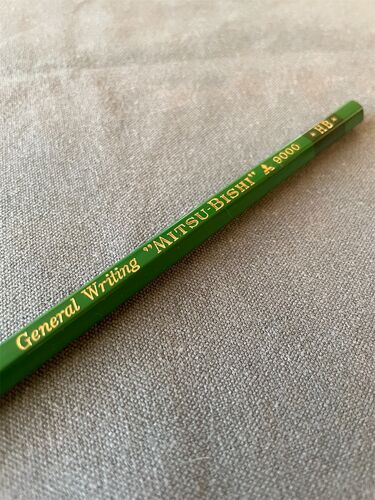 General Writing "MITSU-BISHI" 9000 * HB *